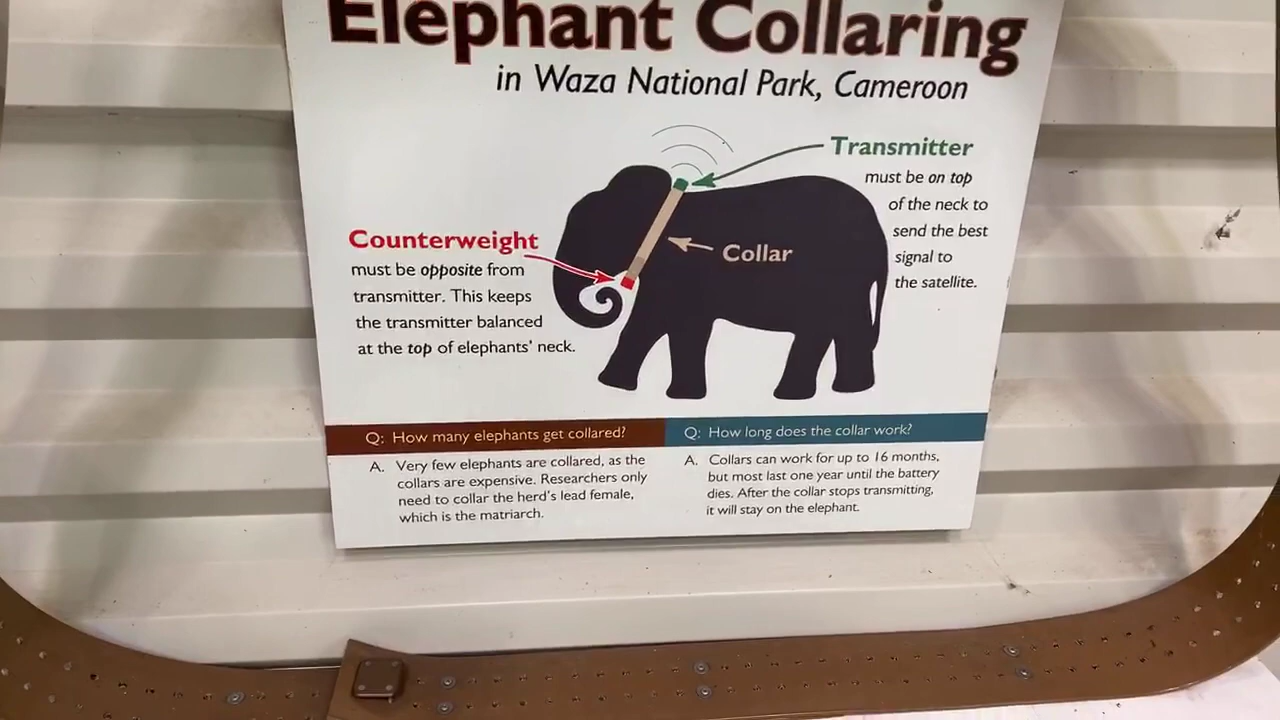 Elephant Collaring
in Waza National Park, Cameroon
Transmitter
must be on top
of the neck to
send the best
signal to
the satellite.
Counterweight
must be opposite from
transmitter. This keeps
the transmitter balanced
at the top of elephants' neck.
Collar
Q: How many elephants get collared?
A. Very few elephants are collared, as the
collars are expensive. Researchers only
need to collar the herd's lead female,
which is the matriarch.
Q: How long does the collar work?
A. Collars can work for up to 16 months,
but most last one year until the battery
dies. After the collar stops transmitting,
it will stay on the elephant.